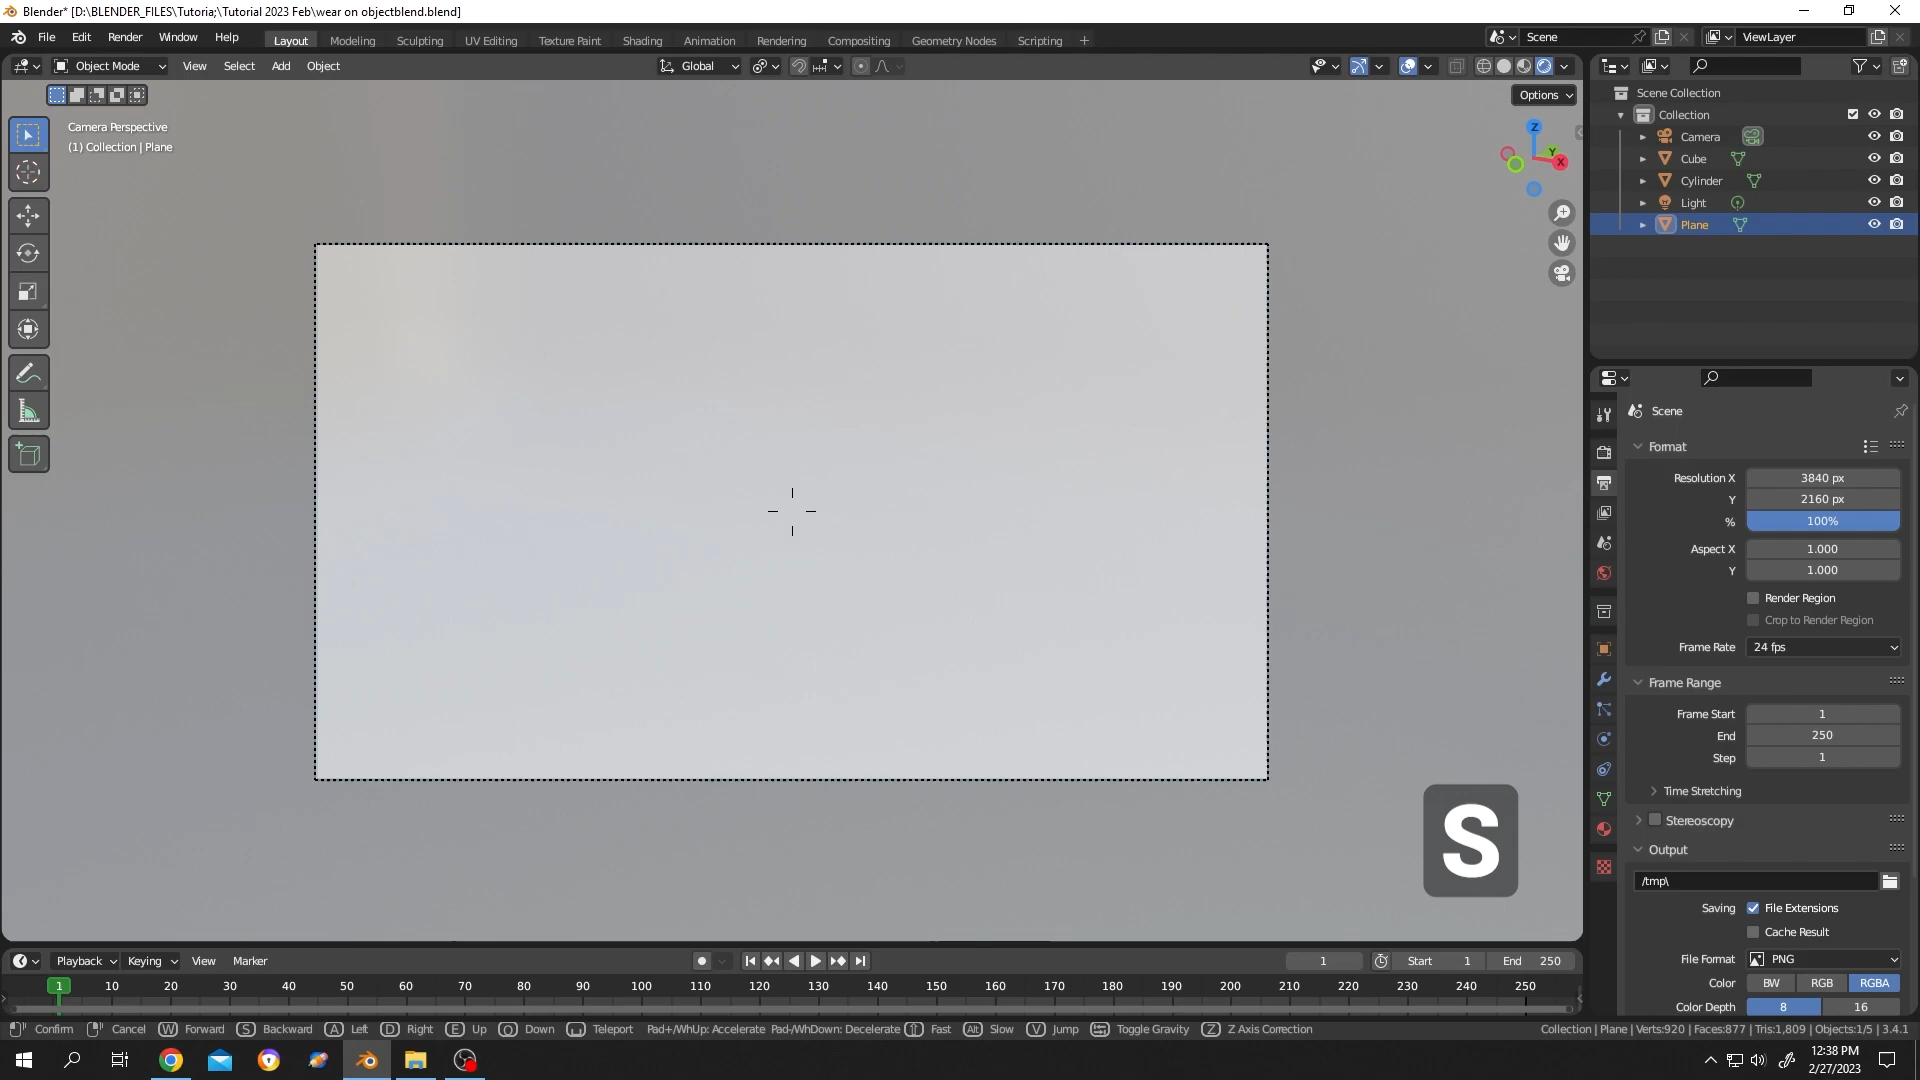 Blender* [D:\BLENDER_FILES\Tutoria;\Tutorial 2023 Feb\wear on objectblend.blend]
File Edit Render Window Help Layout Modeling Sculpting UV Editing Texture Paint Shading Animation Rendering Compositing Geometry Nodes Scripting + Scene ViewLayer
Object Mode View Select Add Object Global
Options
Camera Perspective
(1) Collection | Plane
Z
Y
X
Scene Collection
Collection
Camera
Cube
Cylinder
Light
Plane
Scene
Format
Resolution X 3840 px
Y 2160 px
% 100%
Aspect X 1.000
Y 1.000
Render Region
Crop to Render Region
Frame Rate 24 fps
Frame Range
Frame Start 1
End 250
Step 1
Time Stretching
Stereoscopy
Output
/tmp\
Saving File Extensions
Cache Result
File Format PNG
Color BW RGB RGBA
Color Depth 8 16
S
Playback Keying View Marker 1 Start 1 End 250
1 10 20 30 40 50 60 70 80 90 100 110 120 130 140 150 160 170 180 190 200 210 220 230 240 250
Confirm Cancel W Forward S Backward A Left D Right E Up Q Down Teleport Pad+/WhUp: Accelerate Pad-/WhDown: Decelerate Fast Alt Slow V Jump Toggle Gravity Z Z Axis Correction Collection | Plane | Verts:920 | Faces:877 | Tris:1,809 | Objects:1/5 | 3.4.1
12:38 PM
2/27/2023